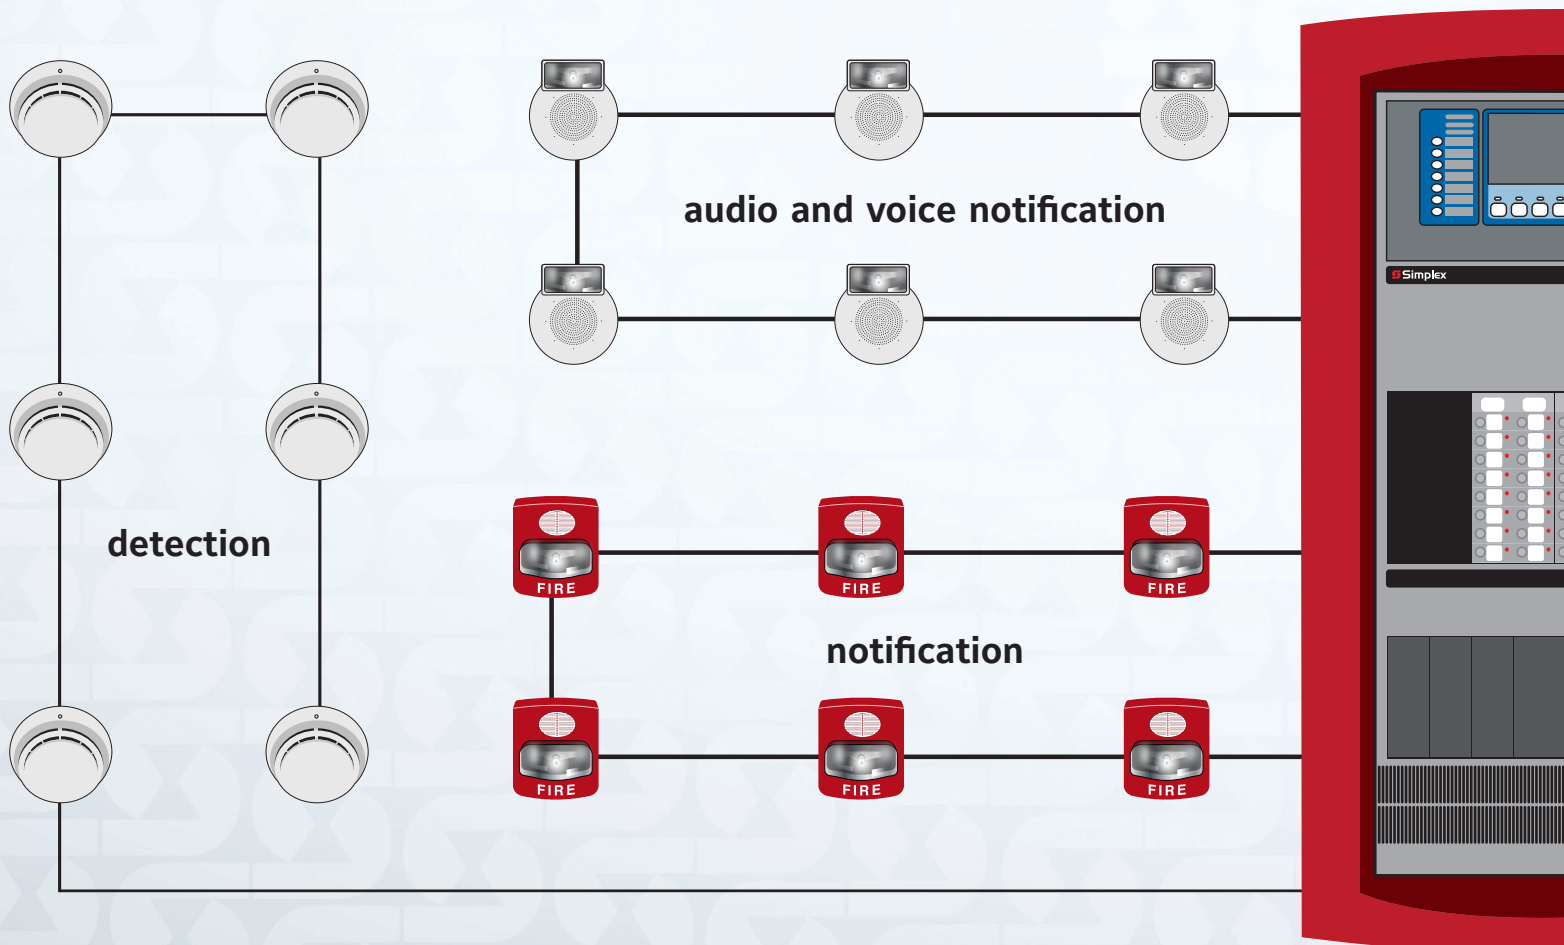 audio and voice notification
Simplex
detection
FIRE
FIRE
FIRE
notification
FIRE
FIRE
FIRE